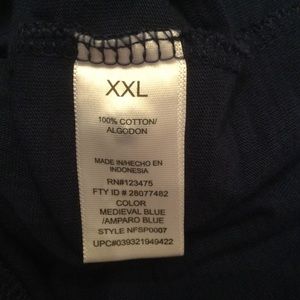 XXL
100% COTTON/
ALGODON
MADE IN/HECHO EN
INDONESIA
RN#123475
FTY ID # 28077482
COLOR
MEDIEVAL BLUE
/AMPARO BLUE
STYLE NFSP0007
UPC#039321949422